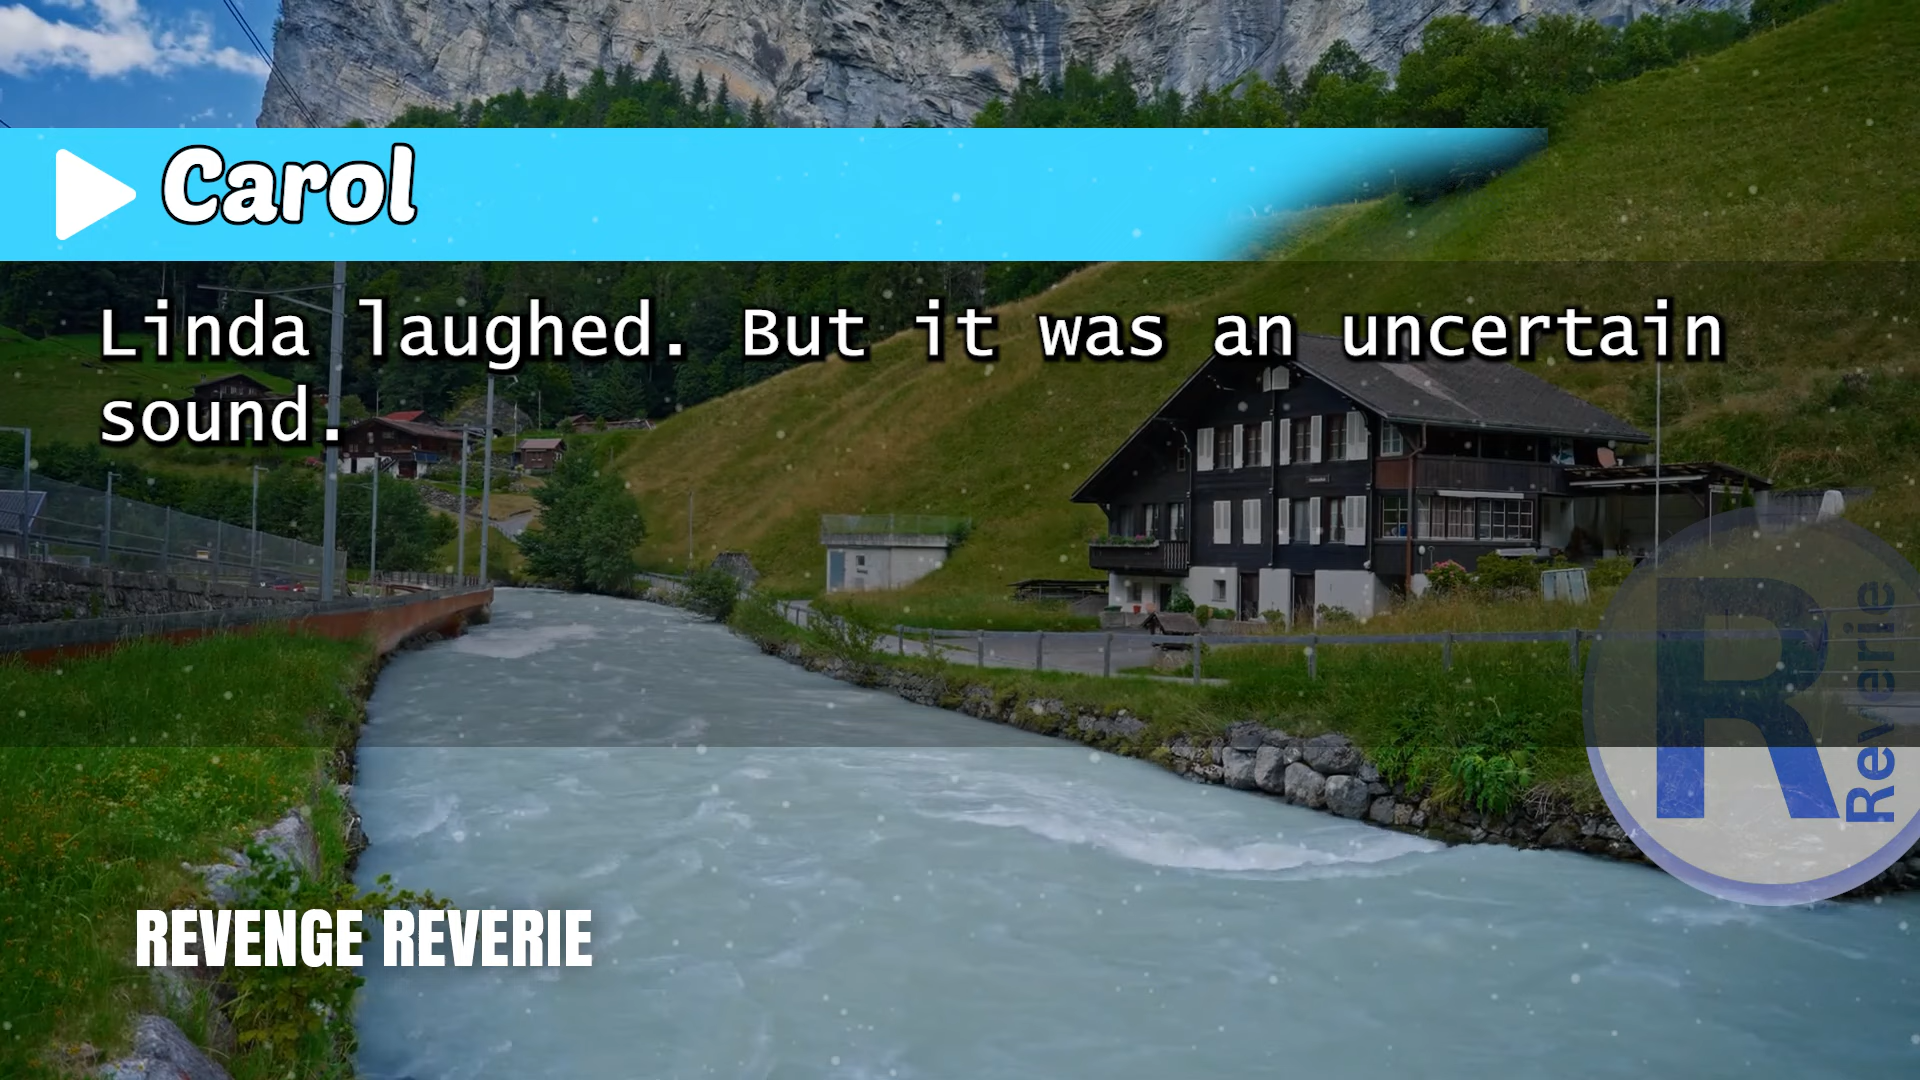 Carol
Linda laughed. But it was an uncertain
sound.
Reverie
R
REVENGE REVERIE